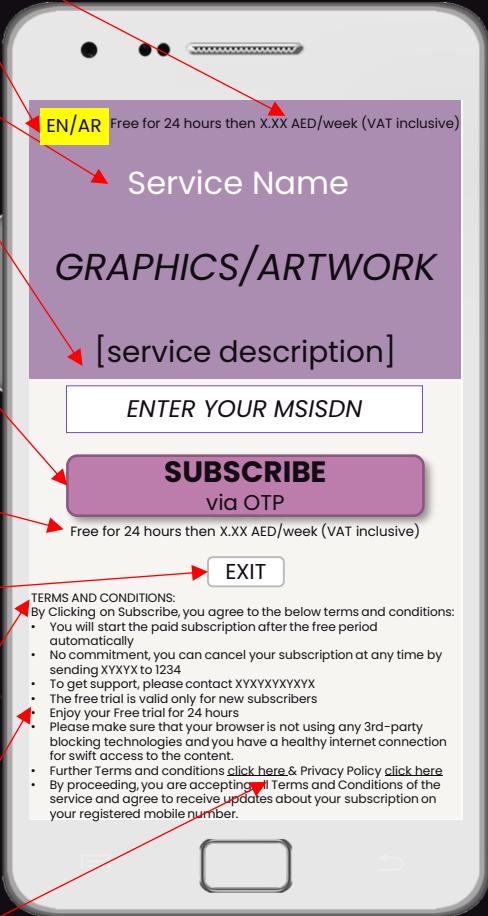 EN/AR Free for 24 hours then X.XX AED/week (VAT inclusive)
Service Name
GRAPHICS/ARTWORK
[service description]
ENTER YOUR MSISDN
SUBSCRIBE
via OTP
Free for 24 hours then X.XX AED/week (VAT inclusive)
EXIT
TERMS AND CONDITIONS:
By Clicking on Subscribe, you agree to the below terms and conditions:
• You will start the paid subscription after the free period
automatically
• No commitment, you can cancel your subscription at any time by
sending XYXYX to 1234
• To get support, please contact XYXYXYXYXYX
• The free trial is valid only for new subscribers
• Enjoy your Free trial for 24 hours
• Please make sure that your browser is not using any 3rd-party
blocking technologies and you have a healthy internet connection
for swift access to the content.
• Further Terms and conditions click here & Privacy Policy click here
• By proceeding, you are accepting all Terms and Conditions of the
service and agree to receive updates about your subscription on
your registered mobile number.